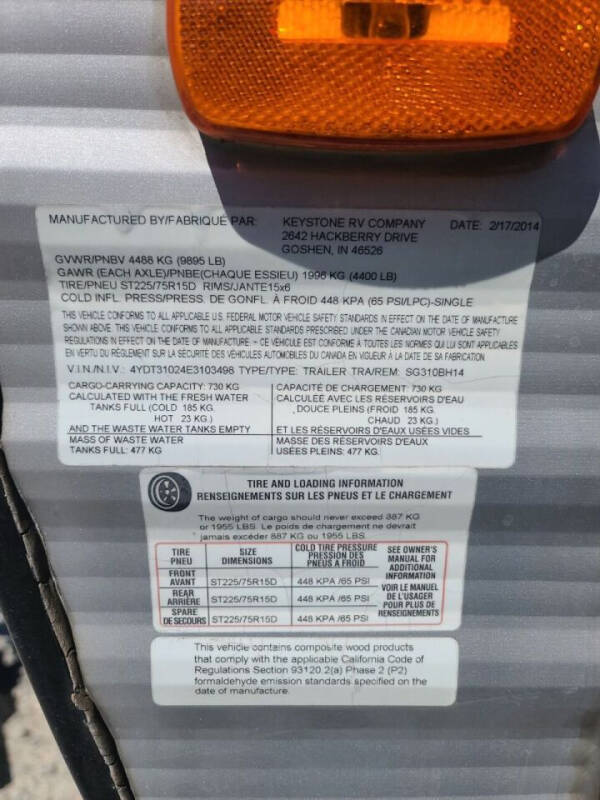 MANUFACTURED BY/FABRIQUÉ PAR: KEYSTONE RV COMPANY DATE: 2/17/2014
2642 HACKBERRY DRIVE
GOSHEN, IN 46526
GVWR/PNBV 4488 KG (9895 LB)
GAWR (EACH AXLE)/PNBE(CHAQUE ESSIEU) 1996 KG (4400 LB)
TIRE/PNEU ST225/75R15D RIMS/JANTE15x6
COLD INFL. PRESS/PRESS. DE GONFL. À FROID 448 KPA (65 PSI/LPC)-SINGLE
THIS VEHICLE CONFORMS TO ALL APPLICABLE U.S. FEDERAL MOTOR VEHICLE SAFETY STANDARDS IN EFFECT ON THE DATE OF MANUFACTURE
SHOWN ABOVE. THIS VEHICLE CONFORMS TO ALL APPLICABLE STANDARDS PRESCRIBED UNDER THE CANADIAN MOTOR VEHICLE SAFETY
REGULATIONS IN EFFECT ON THE DATE OF MANUFACTURE - CE VÉHICULE EST CONFORME À TOUTES LES NORMES QUI LUI SONT APPLICABLES
EN VERTU DU RÈGLEMENT SUR LA SÉCURITÉ DES VÉHICULES AUTOMOBILES DU CANADA EN VIGUEUR À LA DATE DE SA FABRICATION.
V.I.N./N.I.V.: 4YDT31024E3103498 TYPE/TYPE: TRAILER TRA/REM: SG310BH14
CARGO-CARRYING CAPACITY: 730 KG
CALCULATED WITH THE FRESH WATER
TANKS FULL (COLD 185 KG.
HOT 23 KG.)
AND THE WASTE WATER TANKS EMPTY
MASS OF WASTE WATER
TANKS FULL: 477 KG
CAPACITÉ DE CHARGEMENT: 730 KG
CALCULÉE AVEC LES RÉSERVOIRS D'EAU
DOUCE PLEINS (FROID 185 KG.
CHAUD 23 KG.)
ET LES RÉSERVOIRS D'EAUX USÉES VIDES
MASSE DES RÉSERVOIRS D'EAUX
USÉES PLEINS: 477 KG.
TIRE AND LOADING INFORMATION
RENSEIGNEMENTS SUR LES PNEUS ET LE CHARGEMENT
The weight of cargo should never exceed 887 KG
or 1955 LBS. Le poids de chargement ne devrait
jamais excéder 887 KG ou 1955 LBS.
TIRE
PNEU
SIZE
DIMENSIONS
COLD TIRE PRESSURE
PRESSION DES
PNEUS A FROID
FRONT
AVANT
ST225/75R15D 448 KPA /65 PSI
REAR
ARRIÈRE
ST225/75R15D 448 KPA /65 PSI
SPARE
DE SECOURS
ST225/75R15D 448 KPA /65 PSI
SEE OWNER'S
MANUAL FOR
ADDITIONAL
INFORMATION
VOIR LE MANUEL
DE L'USAGER
POUR PLUS DE
RENSEIGNEMENTS
This vehicle contains composite wood products
that comply with the applicable California Code of
Regulations Section 93120.2(a) Phase 2 (P2)
formaldehyde emission standards specified on the
date of manufacture.